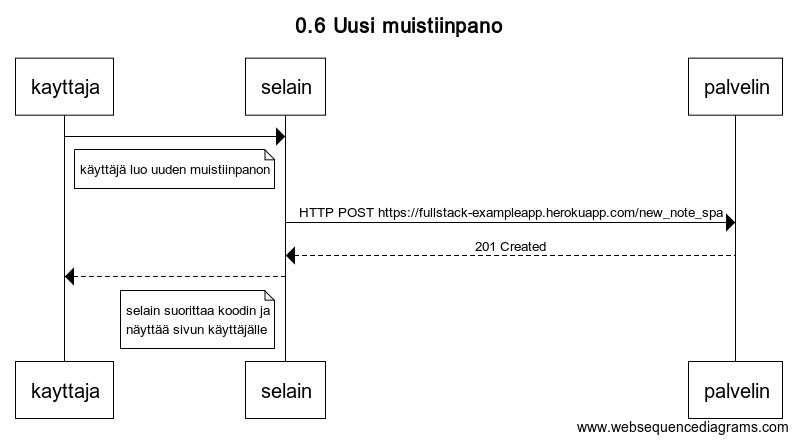 0.6 Uusi muistiinpano
kayttaja
selain
palvelin
käyttäjä luo uuden muistiinpanon
HTTP POST https://fullstack-exampleapp.herokuapp.com/new_note_spa
201 Created
selain suorittaa koodin ja
näyttää sivun käyttäjälle
kayttaja
selain
palvelin
www.websequencediagrams.com